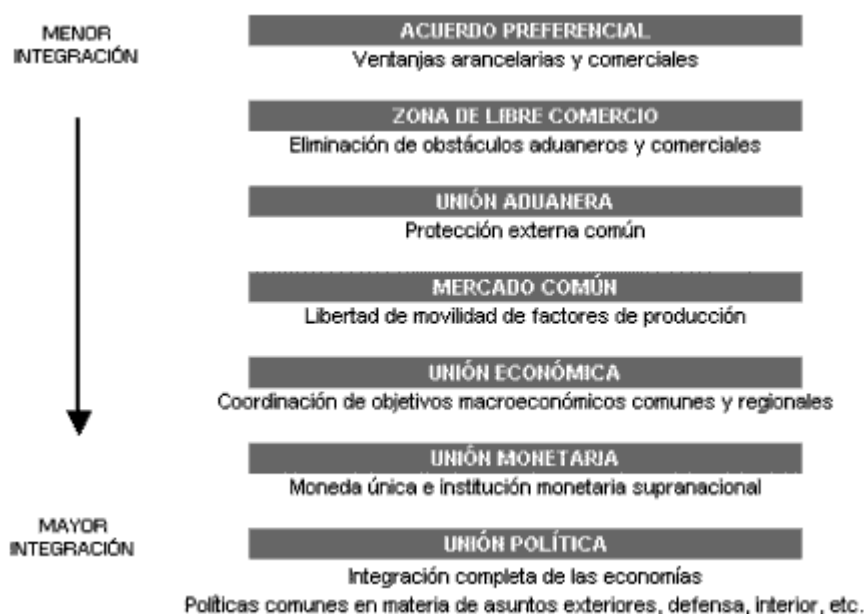 MENOR
INTEGRACIÓN
ACUERDO PREFERENCIAL
Ventanjas arancelarias y comerciales
ZONA DE LIBRE COMERCIO
Eliminación de obstáculos aduaneros y comerciales
UNIÓN ADUANERA
Protección externa común
MERCADO COMÚN
Libertad de movilidad de factores de producción
UNIÓN ECONÓMICA
Coordinación de objetivos macroeconómicos comunes y regionales
UNIÓN MONETARIA
Moneda única e institución monetaria supranacional
MAYOR
INTEGRACIÓN
UNIÓN POLÍTICA
Integración completa de las economías
Políticas comunes en materia de asuntos exteriores, defensa, interior, etc.